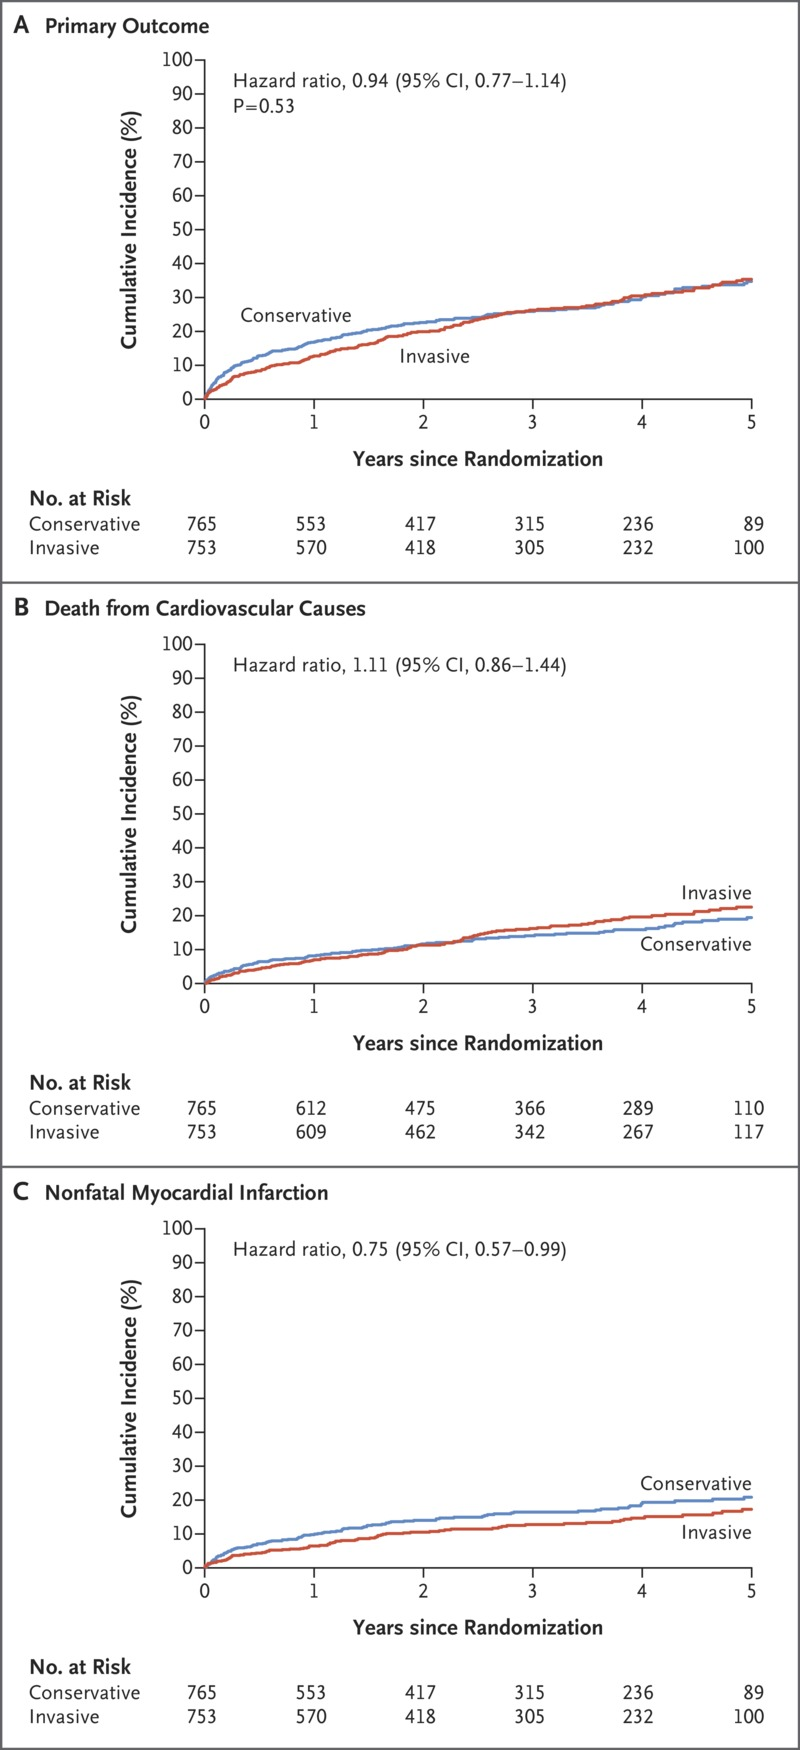 A Primary Outcome
100
Hazard ratio, 0.94 (95% CI, 0.77–1.14)
90
P=0.53
80
70
60
50
40
30
20
10
0
Cumulative Incidence (%)
Conservative
Invasive
0 1 2 3 4 5
Years since Randomization
No. at Risk
Conservative 765 553 417 315 236 89
Invasive 753 570 418 305 232 100
B Death from Cardiovascular Causes
100
Hazard ratio, 1.11 (95% CI, 0.86–1.44)
90
80
70
60
50
40
30
20
10
0
Cumulative Incidence (%)
Invasive
Conservative
0 1 2 3 4 5
Years since Randomization
No. at Risk
Conservative 765 612 475 366 289 110
Invasive 753 609 462 342 267 117
C Nonfatal Myocardial Infarction
100
Hazard ratio, 0.75 (95% CI, 0.57–0.99)
90
80
70
60
50
40
30
20
10
0
Cumulative Incidence (%)
Conservative
Invasive
0 1 2 3 4 5
Years since Randomization
No. at Risk
Conservative 765 553 417 315 236 89
Invasive 753 570 418 305 232 100